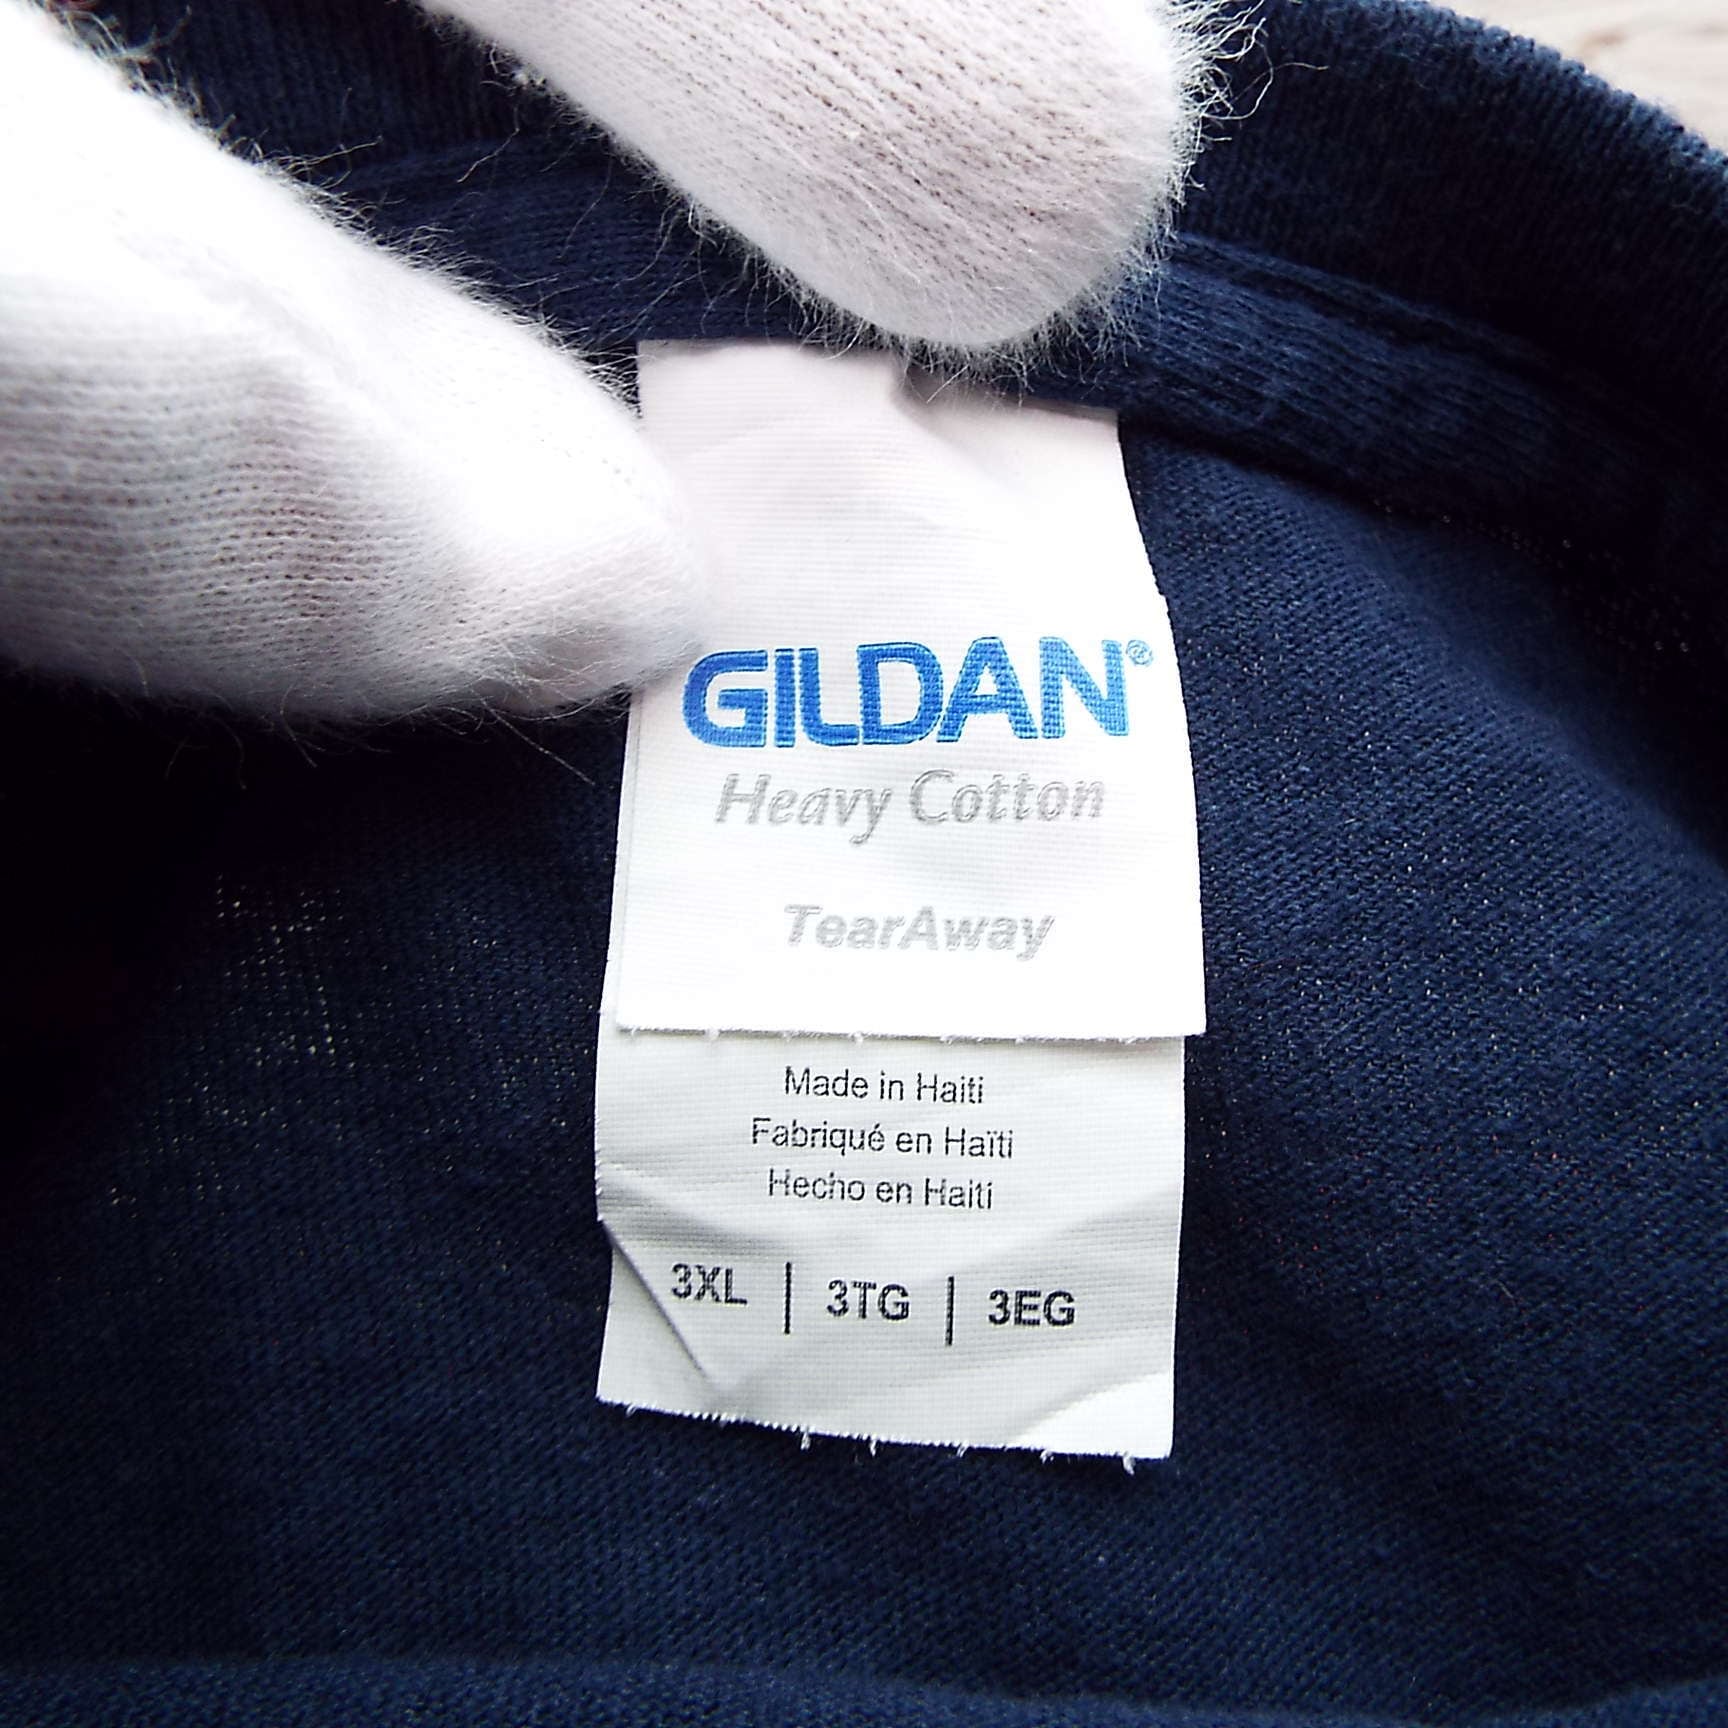 GILDAN®
Heavy Cotton
TearAway
Made in Haiti
Fabriqué en Haïti
Hecho en Haiti
3XL | 3TG | 3EG